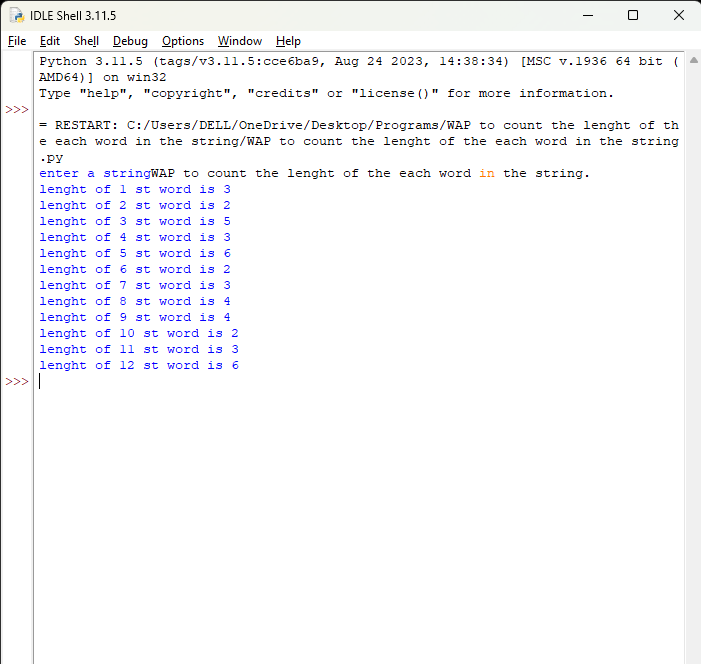 IDLE Shell 3.11.5
File Edit Shell Debug Options Window Help
Python 3.11.5 (tags/v3.11.5:cce6ba9, Aug 24 2023, 14:38:34) [MSC v.1936 64 bit (
AMD64)] on win32
Type "help", "copyright", "credits" or "license()" for more information.
>>>
= RESTART: C:/Users/DELL/OneDrive/Desktop/Programs/WAP to count the lenght of th
e each word in the string/WAP to count the lenght of the each word in the string
.py
enter a stringWAP to count the lenght of the each word in the string.
lenght of 1 st word is 3
lenght of 2 st word is 2
lenght of 3 st word is 5
lenght of 4 st word is 3
lenght of 5 st word is 6
lenght of 6 st word is 2
lenght of 7 st word is 3
lenght of 8 st word is 4
lenght of 9 st word is 4
lenght of 10 st word is 2
lenght of 11 st word is 3
lenght of 12 st word is 6
>>>